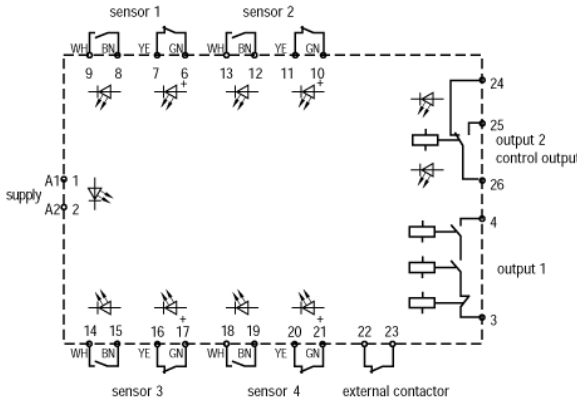 sensor 1 sensor 2
WH BN YE GN WH BN YE GN
9 8 7 6 13 12 11 10
+ +
24
25
output 2
control output
26
A1 1
supply
A2 2
4
output 1
3
+ +
14 15 16 17 18 19 20 21 22 23
WH BN YE GN WH BN YE GN
sensor 3 sensor 4 external contactor